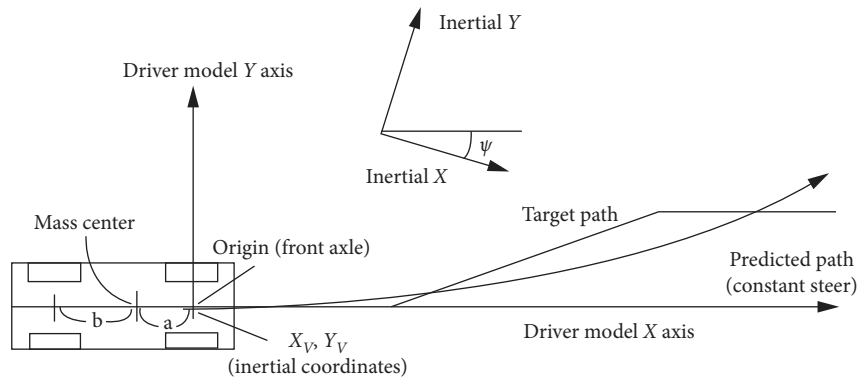 Inertial Y
Driver model Y axis
ψ
Inertial X
Target path
Mass center
Origin (front axle)
Predicted path
(constant steer)
b
a
X_V, Y_V
(inertial coordinates)
Driver model X axis